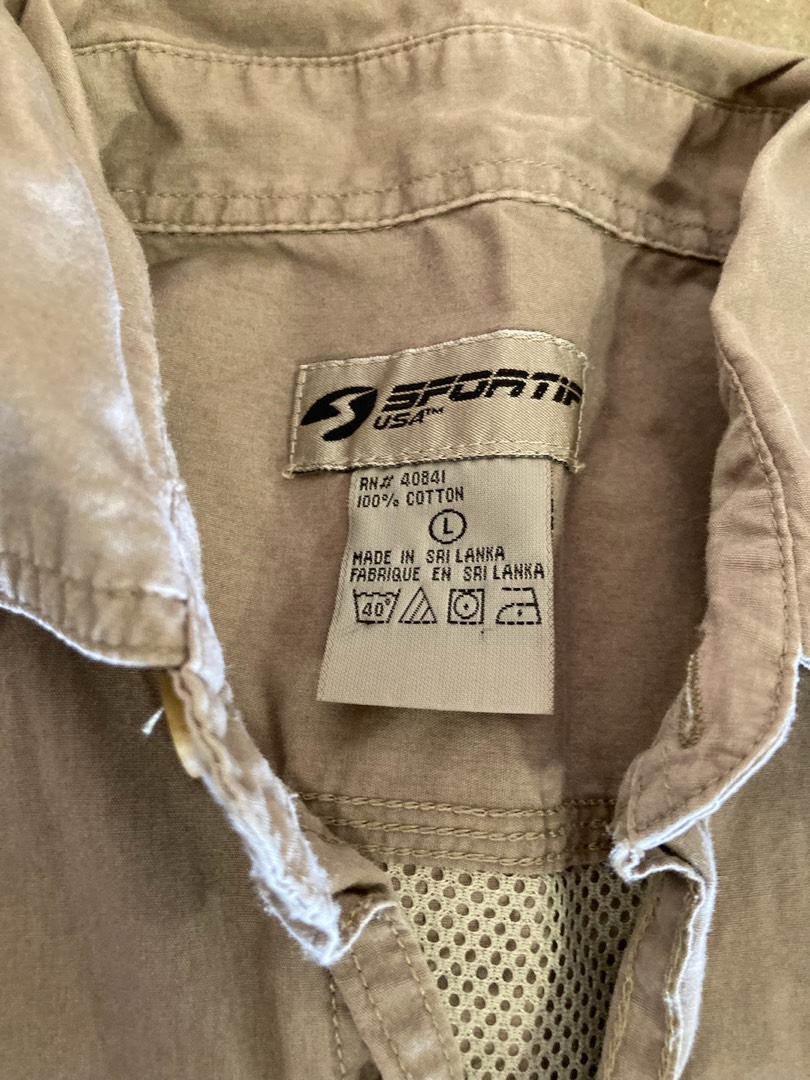 SPORTIF
USA™
RN# 40841
100% COTTON
L
MADE IN SRI LANKA
FABRIQUE EN SRI LANKA
40°